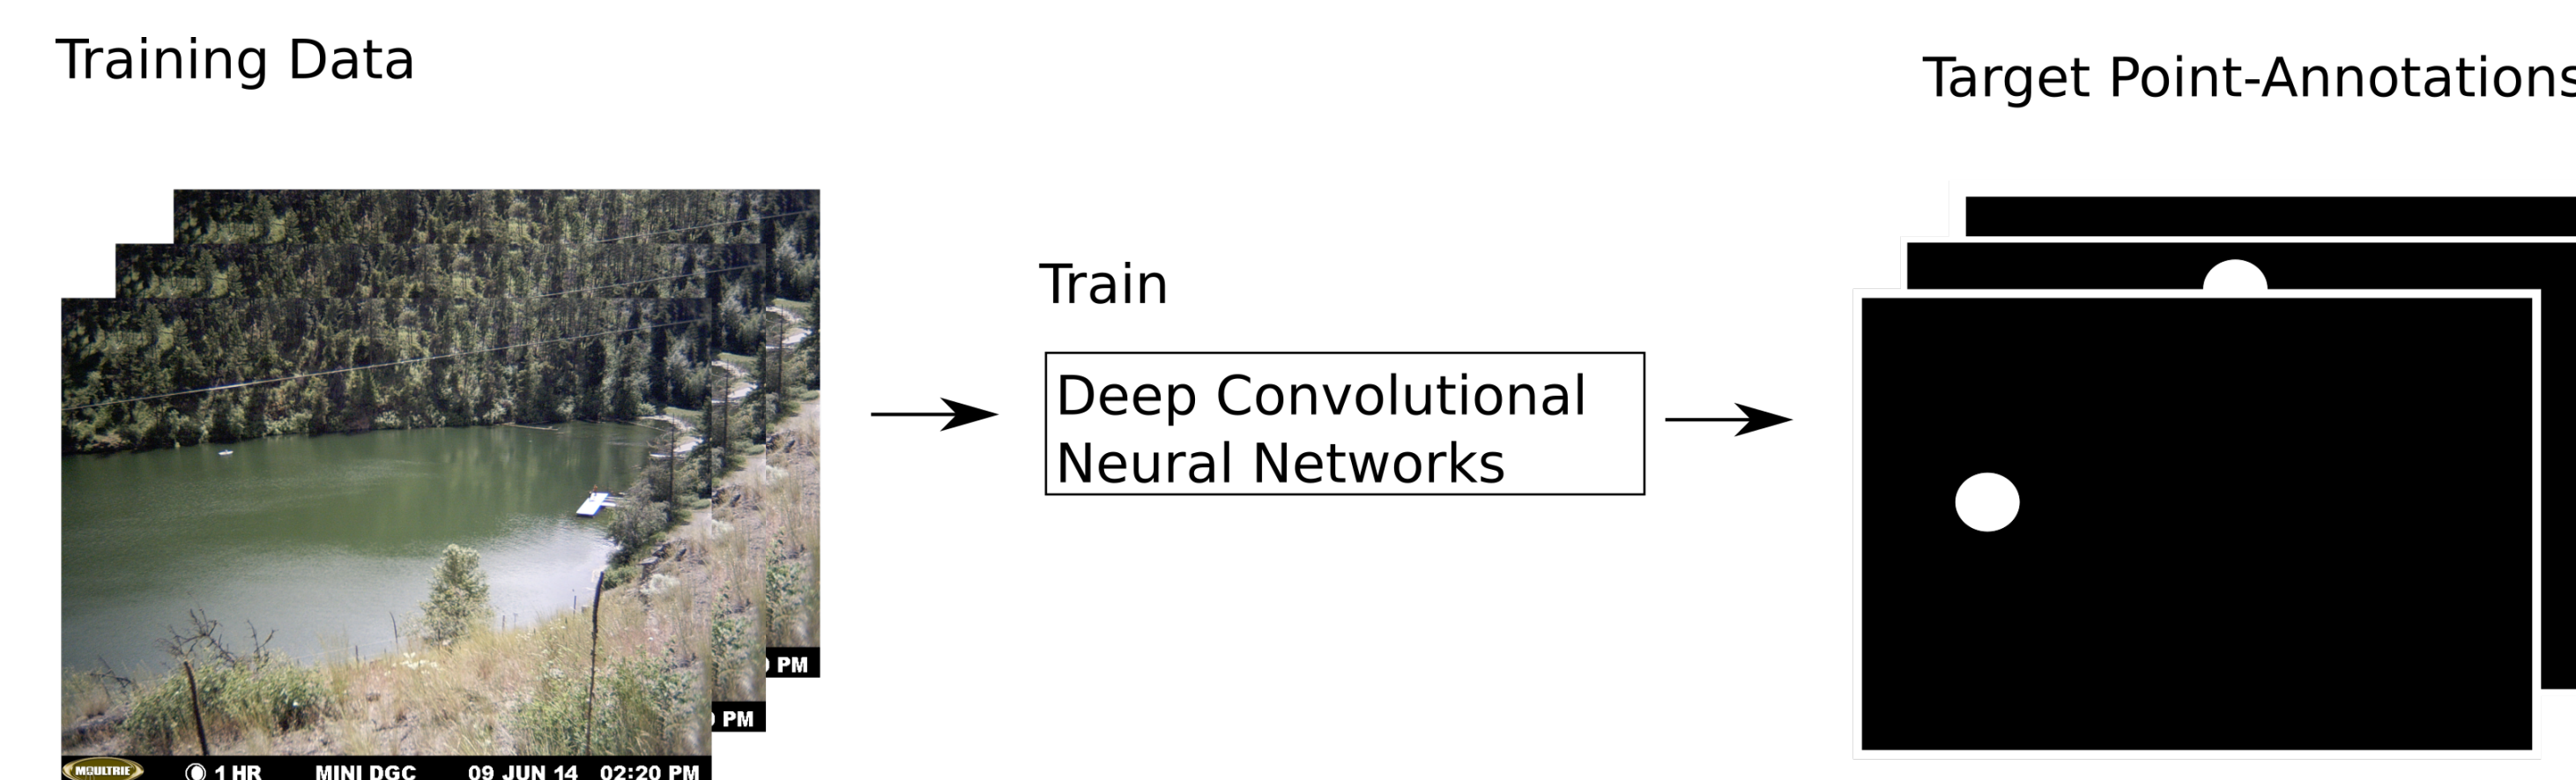 Training Data
Target Point-Annotations
Train
Deep Convolutional
Neural Networks
PM
PM
MOULTRIE 1 HR MINI DGC 09 JUN 14 02:20 PM